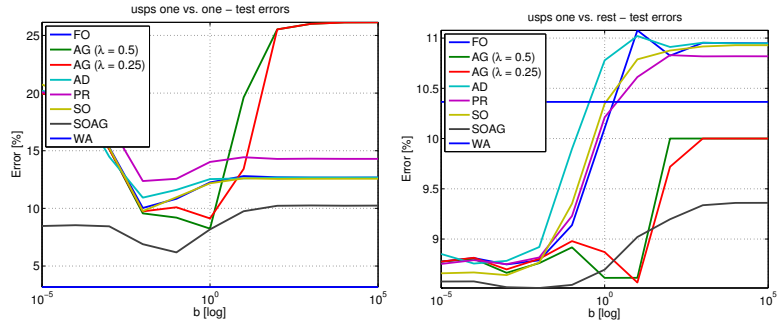 usps one vs. one − test errors
Error [%]
25
20
15
10
5
FO
AG (λ = 0.5)
AG (λ = 0.25)
AD
PR
SO
SOAG
WA
10^−5
10^0
10^5
b [log]
usps one vs. rest − test errors
Error [%]
11
10.5
10
9.5
9
FO
AG (λ = 0.5)
AG (λ = 0.25)
AD
PR
SO
SOAG
WA
10^−5
10^0
10^5
b [log]